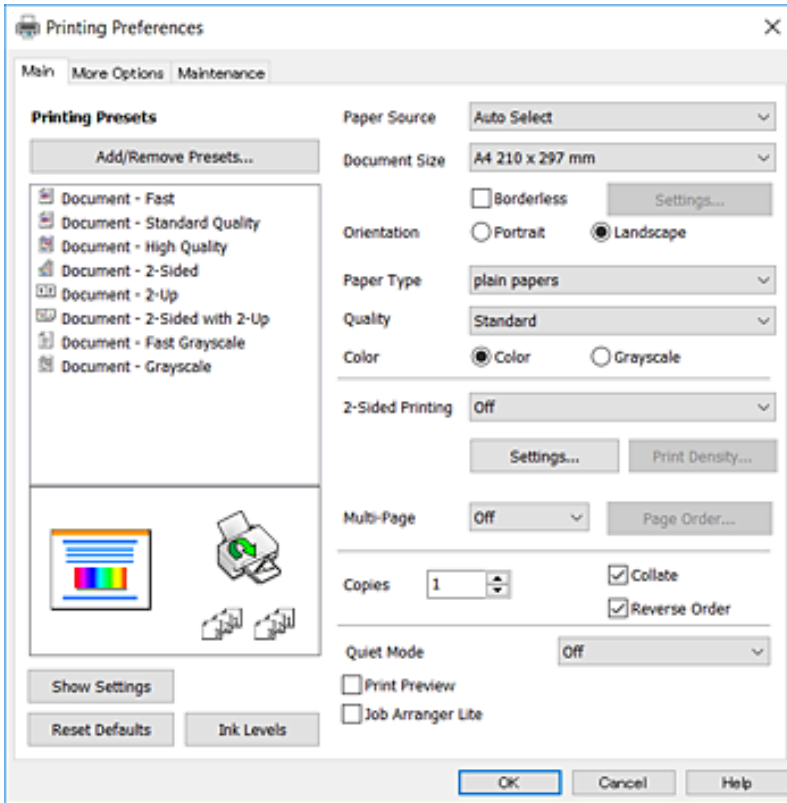 Printing Preferences
Main More Options Maintenance
Printing Presets
Add/Remove Presets...
Document - Fast
Document - Standard Quality
Document - High Quality
Document - 2-Sided
Document - 2-Up
Document - 2-Sided with 2-Up
Document - Fast Grayscale
Document - Grayscale
Show Settings
Reset Defaults Ink Levels
Paper Source Auto Select
Document Size A4 210 x 297 mm
Borderless Settings...
Orientation Portrait Landscape
Paper Type plain papers
Quality Standard
Color Color Grayscale
2-Sided Printing Off
Settings... Print Density...
Multi-Page Off Page Order...
Copies 1 Collate
Reverse Order
Quiet Mode Off
Print Preview
Job Arranger Lite
OK Cancel Help